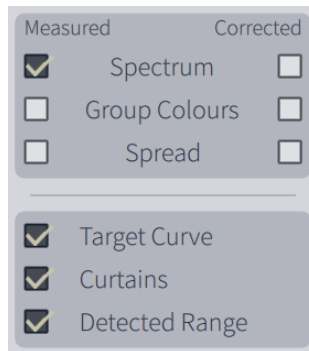 Measured Corrected
Spectrum
Group Colours
Spread
Target Curve
Curtains
Detected Range